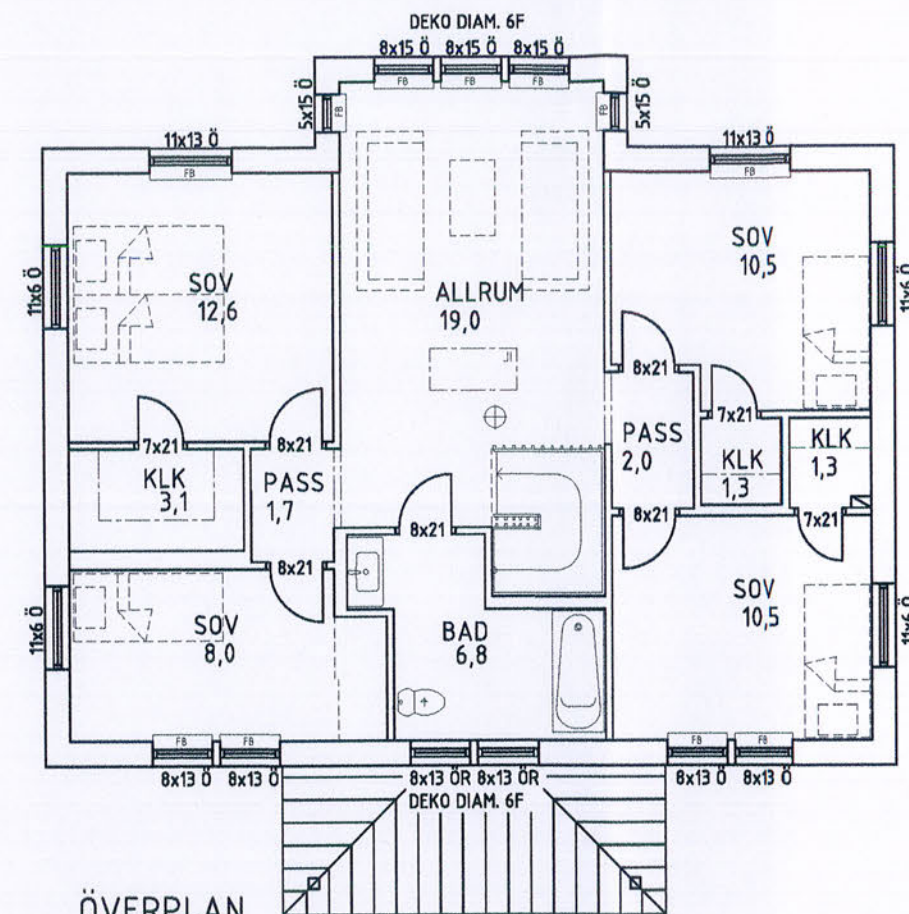 DEKO DIAM. 6F
8x15 Ö 8x15 Ö 8x15 Ö
FB FB FB
5x15 Ö
FB
FB
5x15 Ö
11x13 Ö
FB
11x13 Ö
FB
11x6 Ö
SOV
12,6
ALLRUM
19,0
SOV
10,5
11x6 Ö
8x21
7x21
7x21
8x21
KLK
3,1
PASS
1,7
PASS
2,0
KLK
1,3
KLK
1,3
8x21
8x21
7x21
8x21
11x6 Ö
SOV
8,0
BAD
6,8
SOV
10,5
11x6 Ö
FB FB
FB FB
8x13 Ö 8x13 Ö
8x13 ÖR 8x13 ÖR
8x13 Ö 8x13 Ö
DEKO DIAM. 6F
ÖVERPLAN